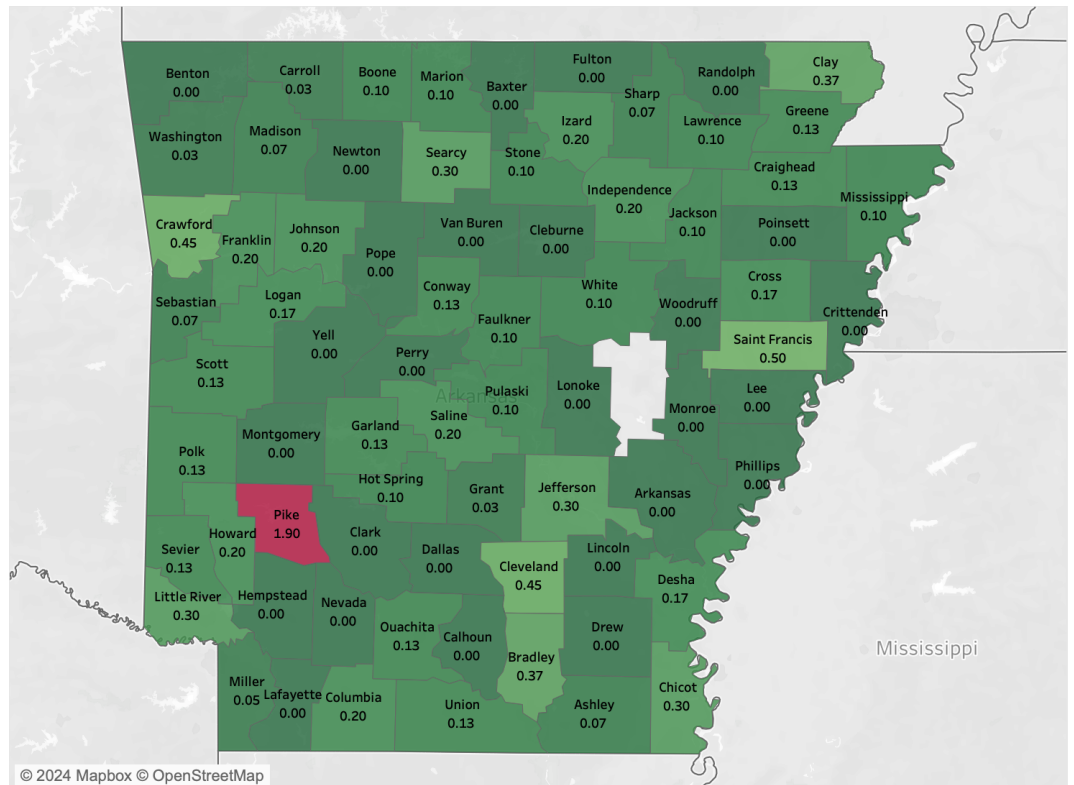 Benton
0.00
Carroll
0.03
Boone
0.10
Marion
0.10
Baxter
0.00
Fulton
0.00
Sharp
0.07
Randolph
0.00
Clay
0.37
Greene
0.13
Washington
0.03
Madison
0.07
Newton
0.00
Searcy
0.30
Stone
0.10
Izard
0.20
Lawrence
0.10
Craighead
0.13
Mississippi
0.10
Independence
0.20
Jackson
0.10
Poinsett
0.00
Crawford
0.45
Franklin
0.20
Johnson
0.20
Pope
0.00
Van Buren
0.00
Cleburne
0.00
Sebastian
0.07
Logan
0.17
Conway
0.13
Faulkner
0.10
White
0.10
Woodruff
0.00
Cross
0.17
Crittenden
0.00
Saint Francis
0.50
Scott
0.13
Yell
0.00
Perry
0.00
Arkansas
Pulaski
0.10
Lonoke
0.00
Monroe
0.00
Lee
0.00
Polk
0.13
Montgomery
0.00
Garland
0.13
Saline
0.20
Hot Spring
0.10
Grant
0.03
Jefferson
0.30
Arkansas
0.00
Phillips
0.00
Sevier
0.13
Howard
0.20
Pike
1.90
Clark
0.00
Dallas
0.00
Cleveland
0.45
Lincoln
0.00
Desha
0.17
Little River
0.30
Hempstead
0.00
Nevada
0.00
Ouachita
0.13
Calhoun
0.00
Bradley
0.37
Drew
0.00
Mississippi
Miller
0.05
Lafayette
0.00
Columbia
0.20
Union
0.13
Ashley
0.07
Chicot
0.30
© 2024 Mapbox © OpenStreetMap